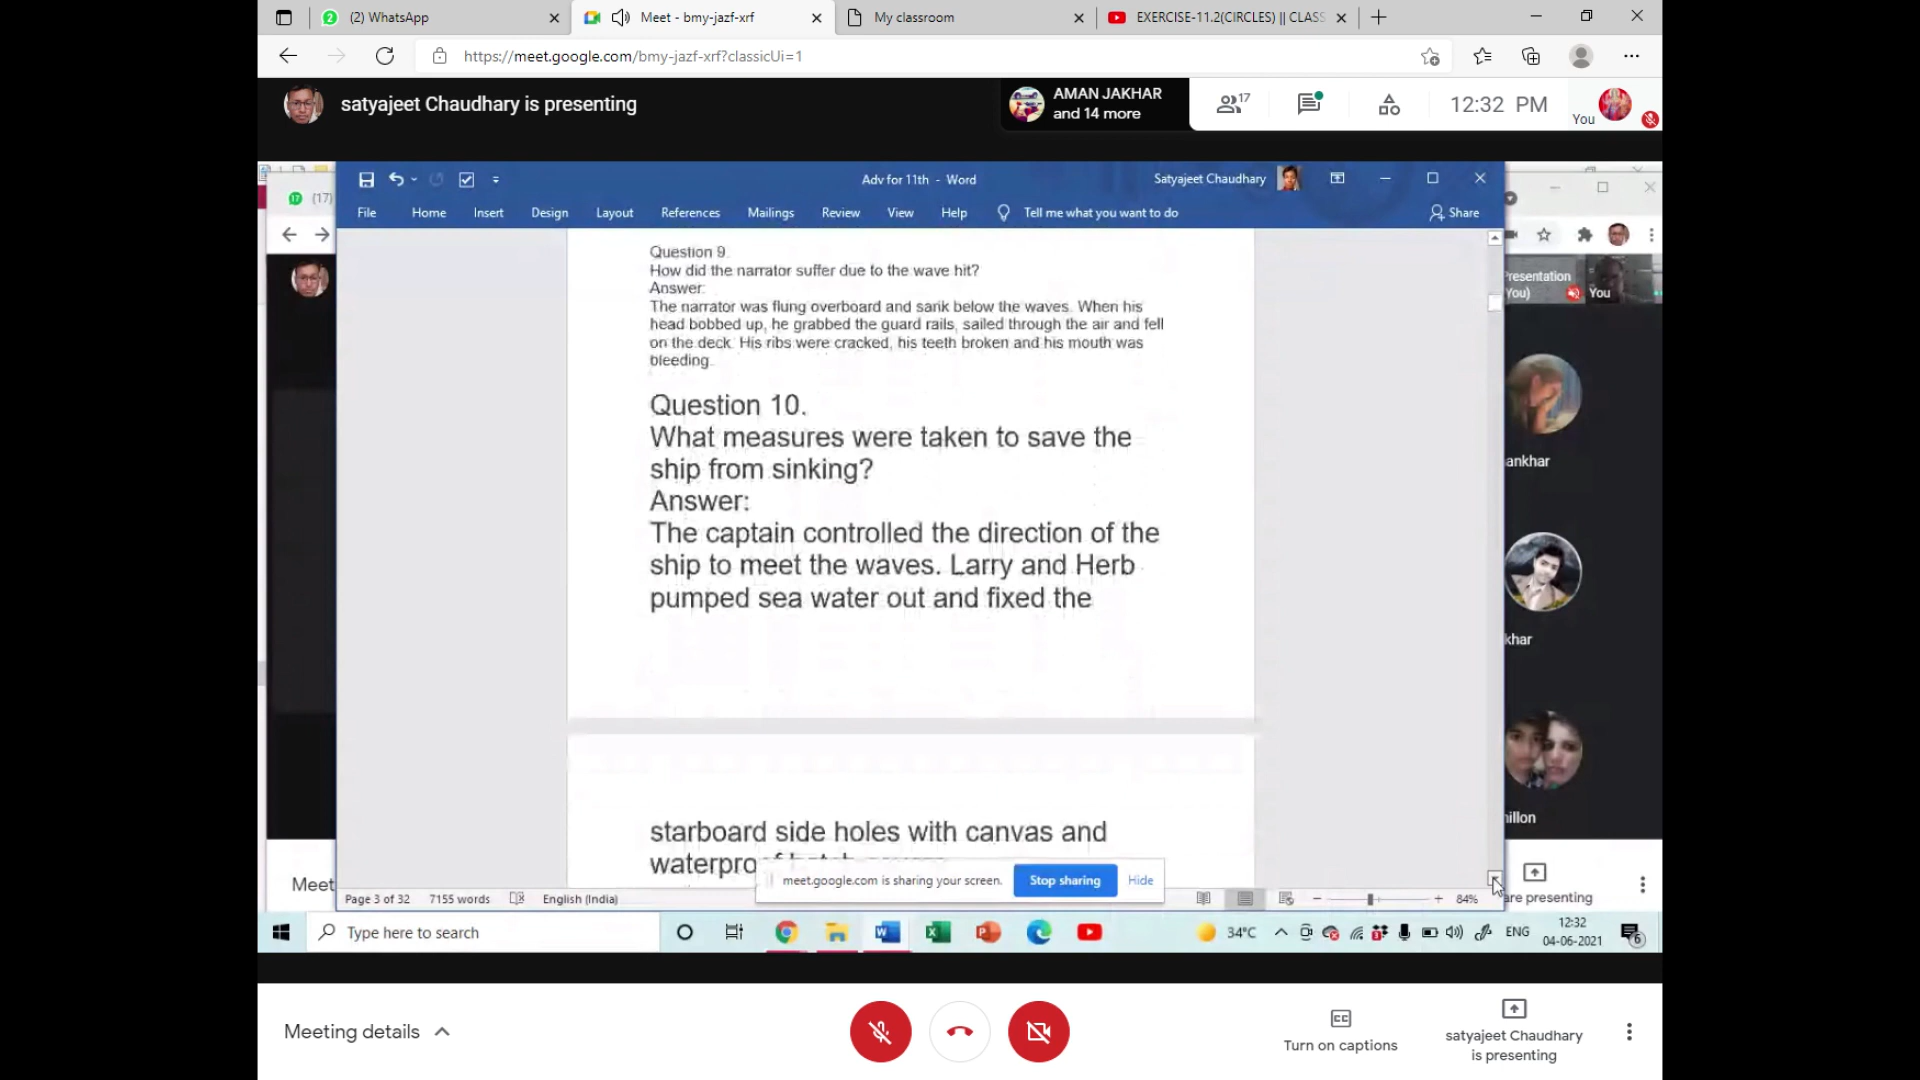 (2) WhatsApp
Meet - bmy-jazf-xrf
My classroom
EXERCISE-11.2(CIRCLES) || CLASS
https://meet.google.com/bmy-jazf-xrf?classicUi=1
satyajeet Chaudhary is presenting
AMAN JAKHAR
and 14 more
17
12:32 PM
You
Adv for 11th - Word
Satyajeet Chaudhary
(17)
File Home Insert Design Layout References Mailings Review View Help Tell me what you want to do Share
Question 9.
How did the narrator suffer due to the wave hit?
Answer:
The narrator was flung overboard and sank below the waves. When his
head bobbed up, he grabbed the guard rails, sailed through the air and fell
on the deck. His ribs were cracked, his teeth broken and his mouth was
bleeding.
Question 10.
What measures were taken to save the
ship from sinking?
Answer:
The captain controlled the direction of the
ship to meet the waves. Larry and Herb
pumped sea water out and fixed the
starboard side holes with canvas and
Presentation
You)
You
ankhar
khar
hillon
Meet
meet.google.com is sharing your screen. Stop sharing Hide
Page 3 of 32 7155 words English (India)
84%
are presenting
Type here to search
34°C
ENG
12:32
04-06-2021
6
Meeting details
Turn on captions
satyajeet Chaudhary
is presenting